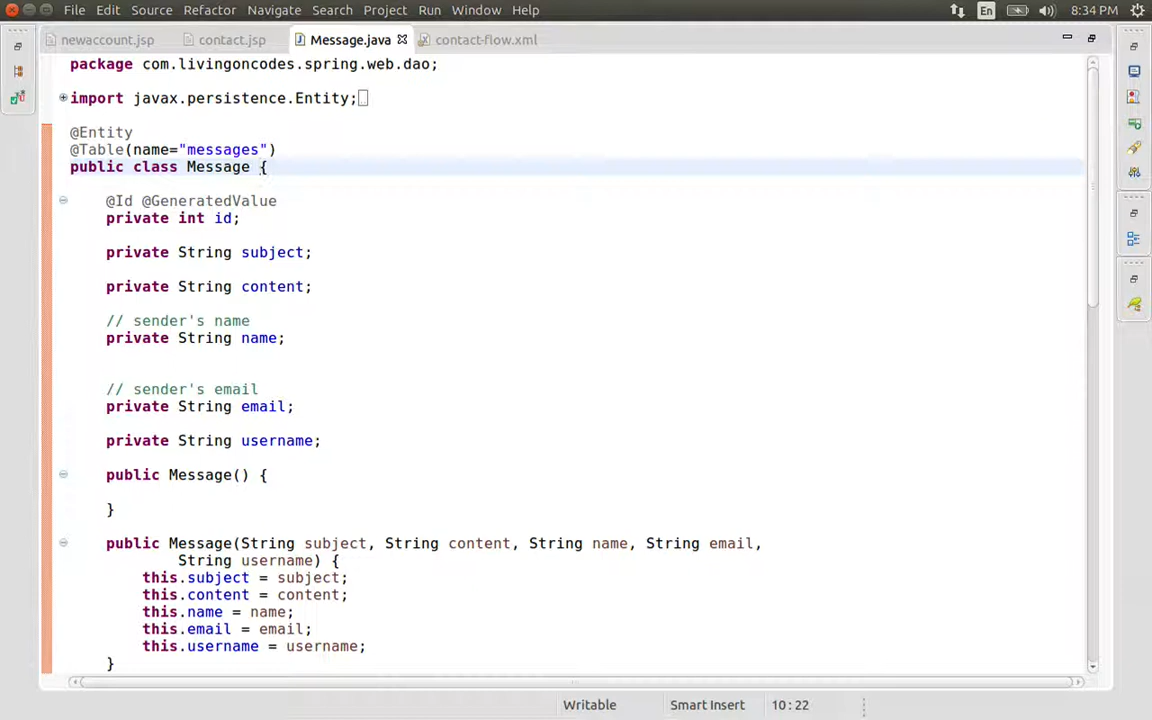 File Edit Source Refactor Navigate Search Project Run Window Help En 8:34 PM
newaccount.jsp contact.jsp Message.java contact-flow.xml
package com.livingoncodes.spring.web.dao;
import javax.persistence.Entity;
@Entity
@Table(name="messages")
public class Message {
@Id @GeneratedValue
private int id;
private String subject;
private String content;
// sender's name
private String name;
// sender's email
private String email;
private String username;
public Message() {
}
public Message(String subject, String content, String name, String email,
String username) {
this.subject = subject;
this.content = content;
this.name = name;
this.email = email;
this.username = username;
}
Writable Smart Insert 10 : 22